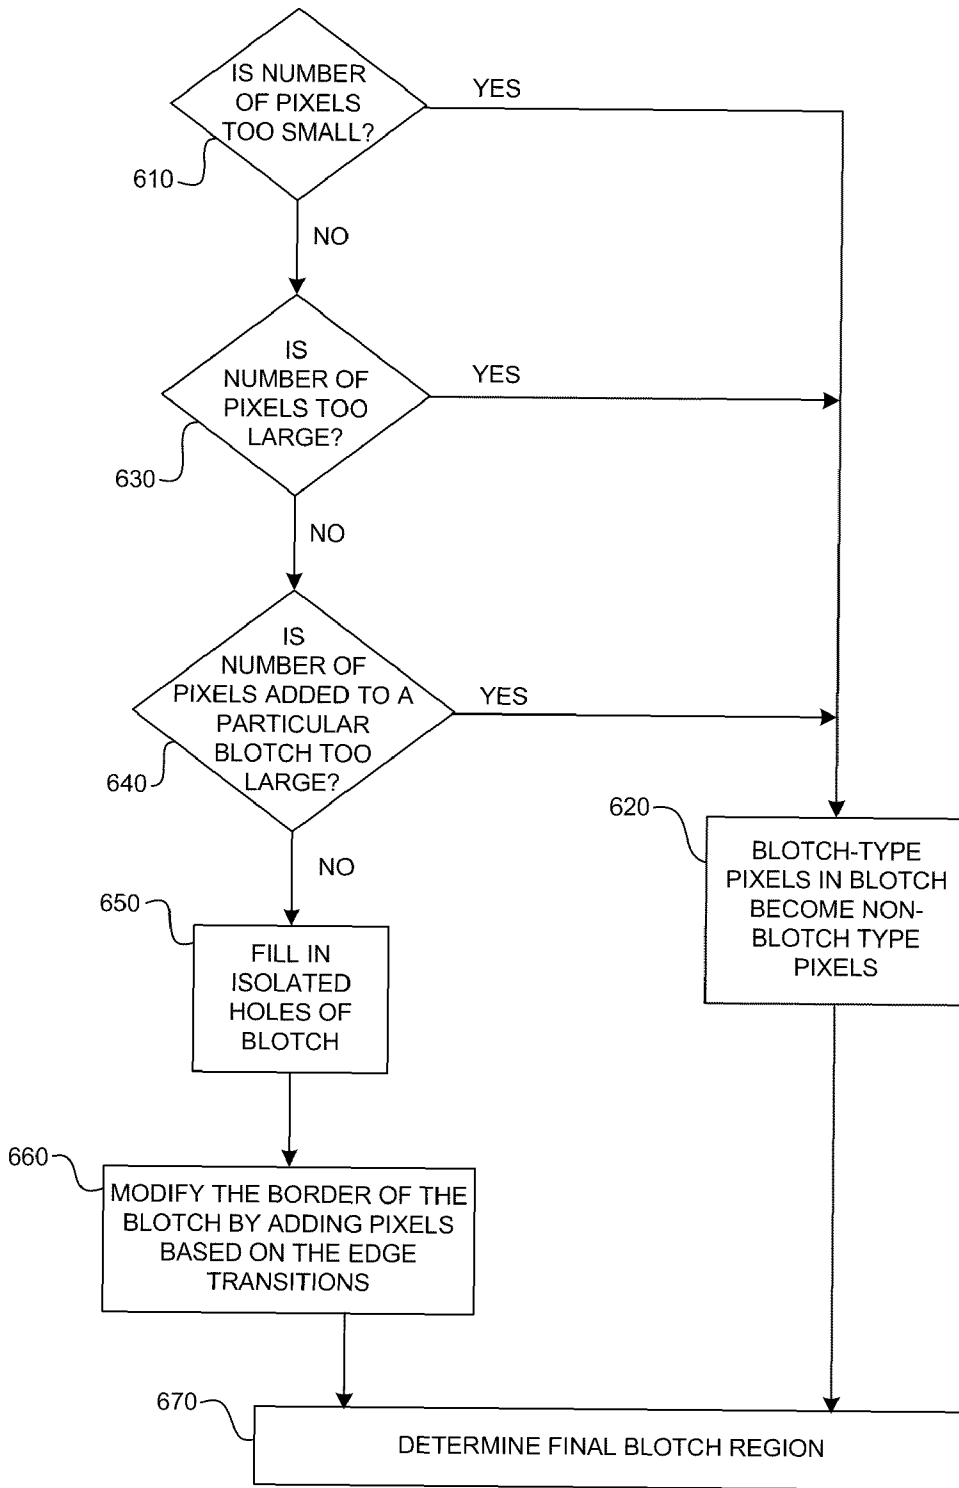 IS NUMBER
OF PIXELS
TOO SMALL?
YES
610
NO
IS
NUMBER OF
PIXELS TOO
LARGE?
YES
630
NO
IS
NUMBER OF
PIXELS ADDED TO A
PARTICULAR
BLOTCH TOO
LARGE?
YES
640
NO
620
BLOTCH-TYPE
PIXELS IN BLOTCH
BECOME NON-
BLOTCH TYPE
PIXELS
650
FILL IN
ISOLATED
HOLES OF
BLOTCH
660
MODIFY THE BORDER OF THE
BLOTCH BY ADDING PIXELS
BASED ON THE EDGE
TRANSITIONS
670
DETERMINE FINAL BLOTCH REGION